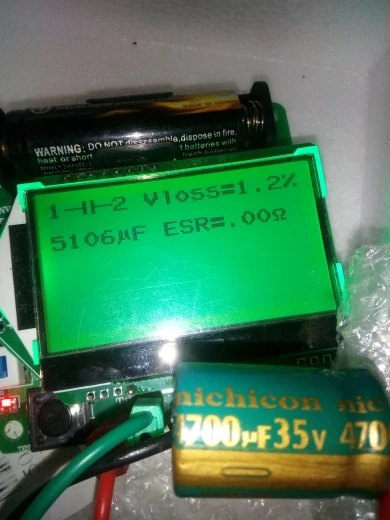 WARNING: DO NOT disassemble, dispose in fire,
heat or short
t batteries with
fresh batteries
1⊣⊢2 Vloss=1.2%
5106µF ESR=.00Ω
nichicon nic
4700µF 35v 470